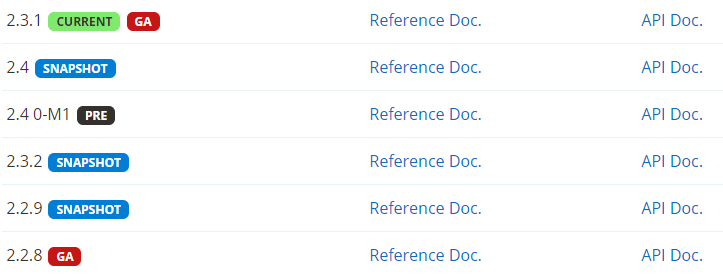 2.3.1 CURRENT GA Reference Doc. API Doc.
2.4 SNAPSHOT Reference Doc. API Doc.
2.4 0-M1 PRE Reference Doc. API Doc.
2.3.2 SNAPSHOT Reference Doc. API Doc.
2.2.9 SNAPSHOT Reference Doc. API Doc.
2.2.8 GA Reference Doc. API Doc.